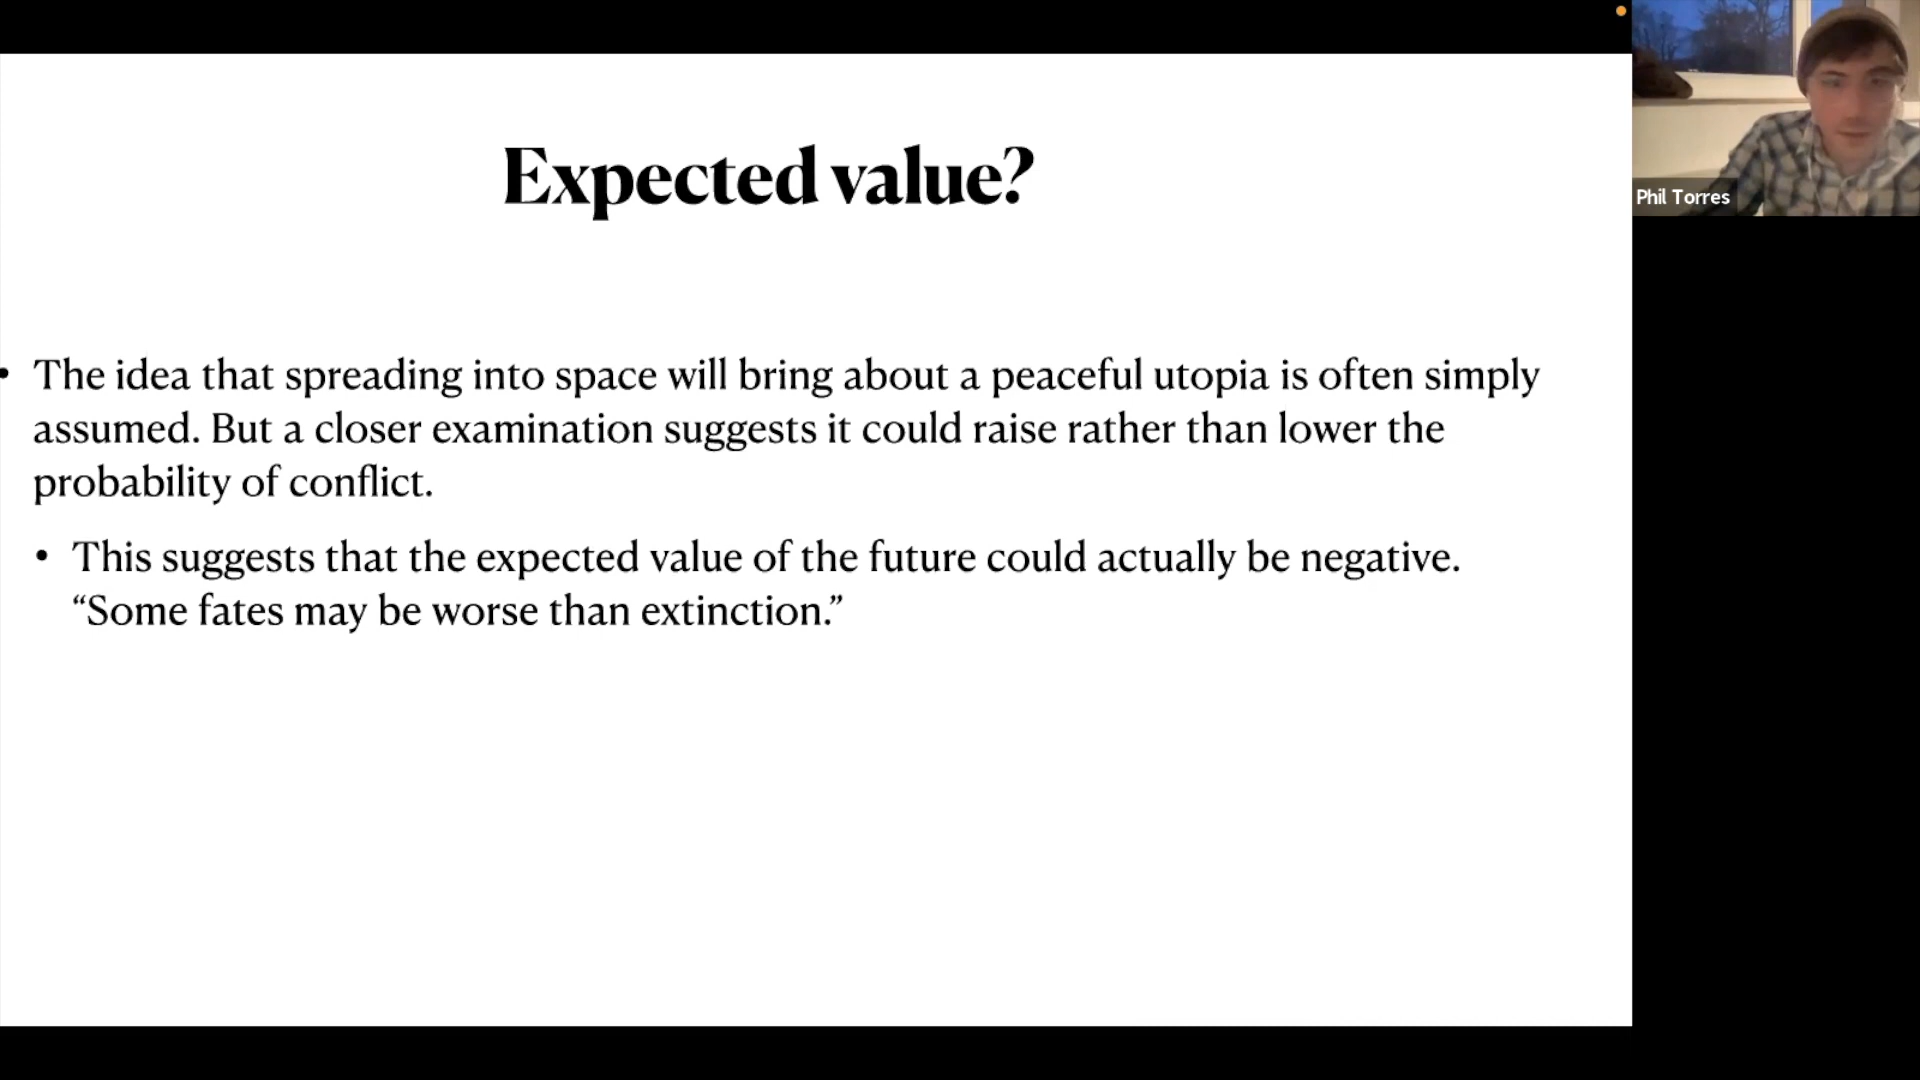 Expected value?
• The idea that spreading into space will bring about a peaceful utopia is often simply
assumed. But a closer examination suggests it could raise rather than lower the
probability of conflict.
• This suggests that the expected value of the future could actually be negative.
“Some fates may be worse than extinction.”
Phil Torres